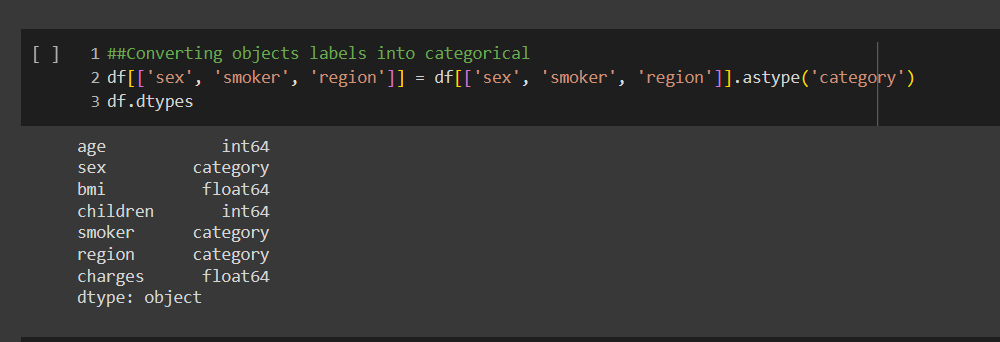 [ ] 1 ##Converting objects labels into categorical
2 df[['sex', 'smoker', 'region']] = df[['sex', 'smoker', 'region']].astype('category')
3 df.dtypes
age int64
sex category
bmi float64
children int64
smoker category
region category
charges float64
dtype: object